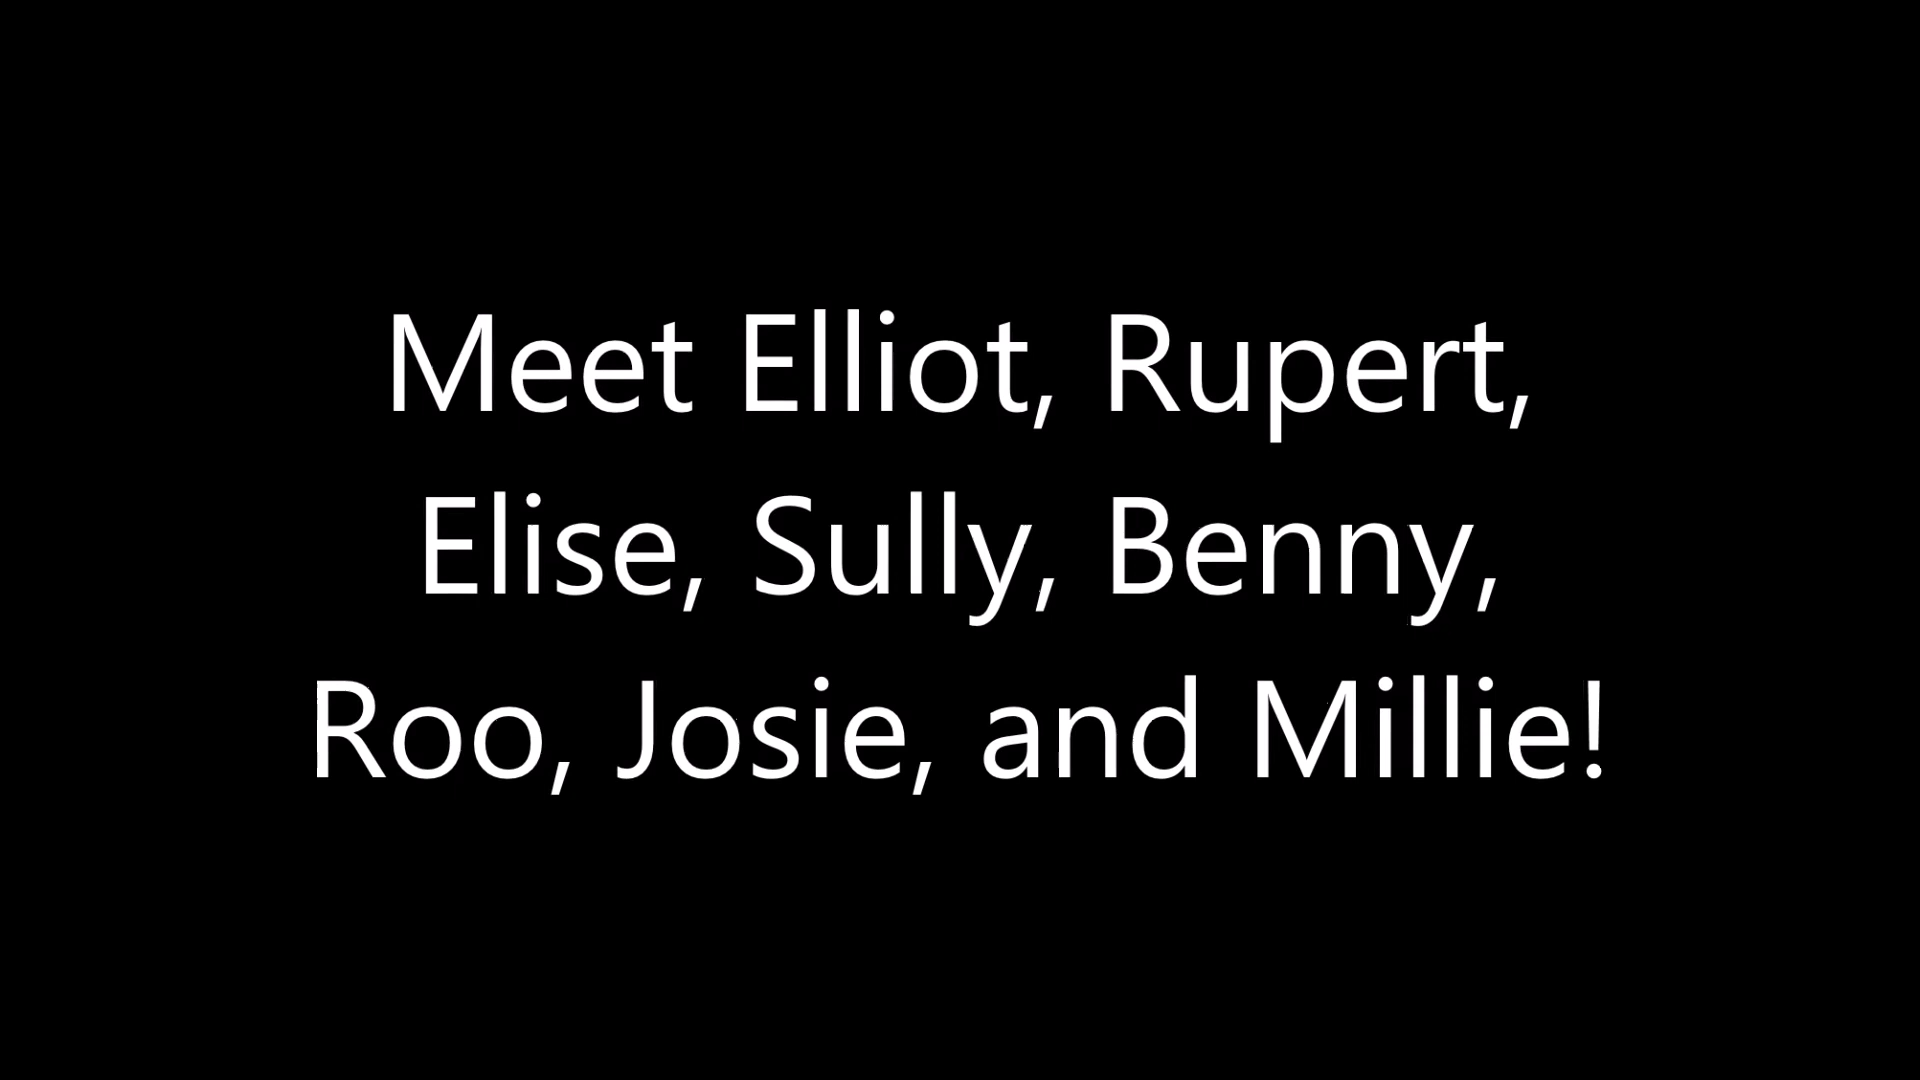 Meet Elliot, Rupert,
Elise, Sully, Benny,
Roo, Josie, and Millie!